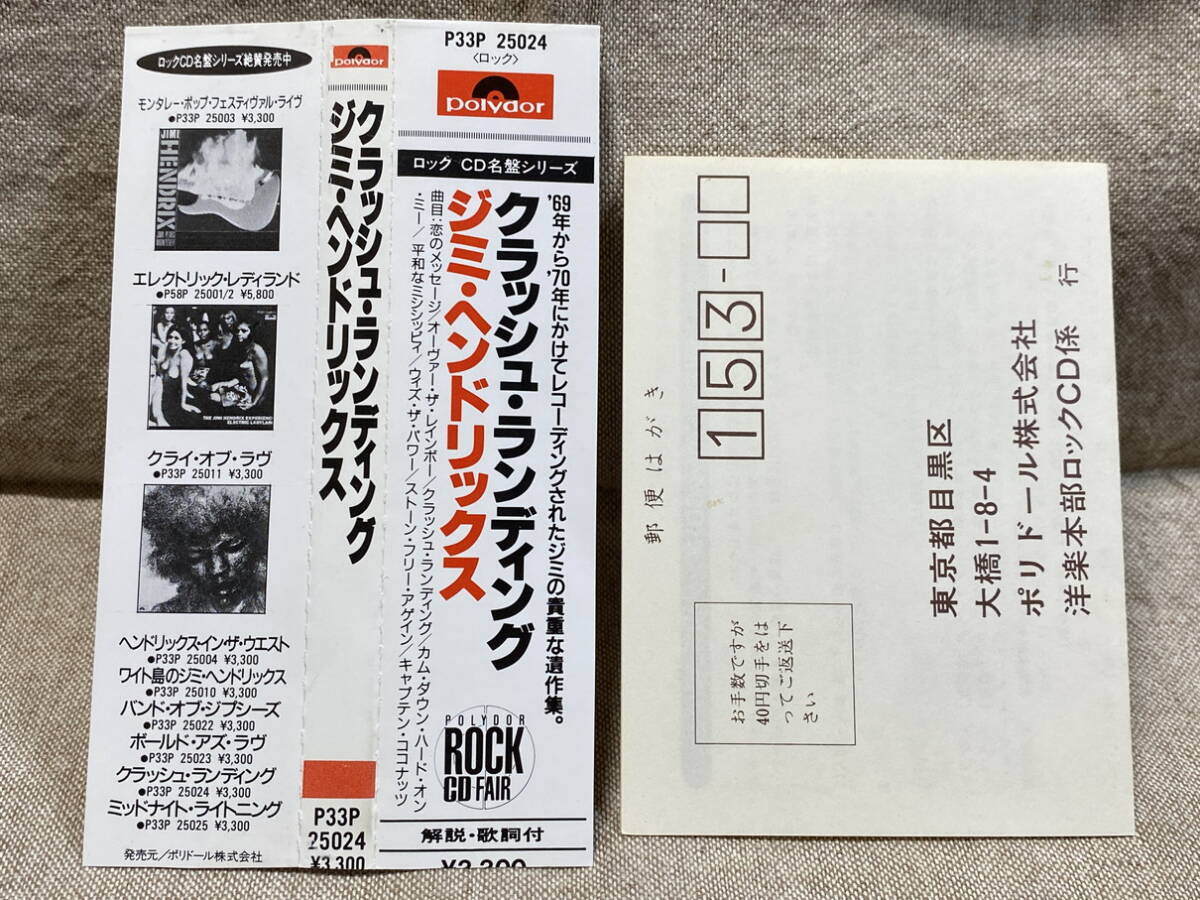 ロックCD名盤シリーズ絶賛発売中
モンタレー・ポップ・フェスティヴァル・ライヴ
●P33P 25003 ¥3,300
JIMI HENDRIX
エレクトリック・レディランド
●P58P 25001/2 ¥5,800
THE JIMI HENDRIX EXPERIENCE
ELECTRIC LADYLAND
クライ・オブ・ラヴ
●P33P 25011 ¥3,300
ヘンドリックス・イン・ザ・ウエスト
●P33P 25004 ¥3,300
ワイト島のジミ・ヘンドリックス
●P33P 25010 ¥3,300
バンド・オブ・ジプシーズ
●P33P 25022 ¥3,300
ボールド・アズ・ラヴ
●P33P 25023 ¥3,300
クラッシュ・ランディング
●P33P 25024 ¥3,300
ミッドナイト・ライトニング
●P33P 25025 ¥3,300
発売元/ポリドール株式会社
polydor
クラッシュ・ランディング
ジミ・ヘンドリックス
P33P
25024
¥3,300
P33P 25024
〈ロック〉
polydor
ロック CD名盤シリーズ
'69年から'70年にかけてレコーディングされたジミの貴重な遺作集。
クラッシュ・ランディング
ジミ・ヘンドリックス
曲目:恋のメッセージ/オーヴァー・ザ・レインボー/クラッシュ・ランディング/カム・ダウン・ハード・オン
・ミー/平和なミシシッピィ/ウィズ・ザ・パワー/ストーン・フリー・アゲイン/キャプテン・ココナッツ
POLYDOR
ROCK
CD FAIR
解説・歌詞付
¥3,300
郵便はがき
153-
東京都目黒区
大橋1-8-4
ポリドール株式会社
洋楽本部ロックCD係 行
お手数ですが
40円切手をは
ってご返送下
さい